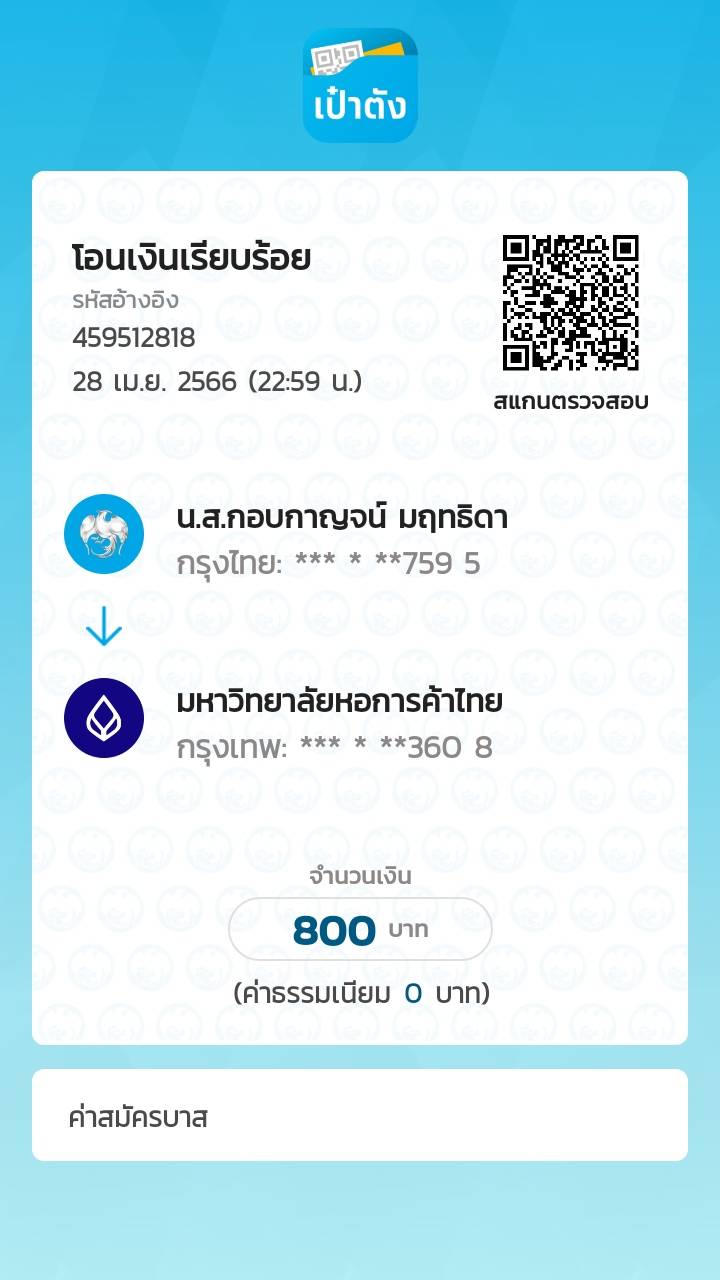 เป๋าตัง
โอนเงินเรียบร้อย
รหัสอ้างอิง
459512818
28 เม.ย. 2566 (22:59 น.)
สแกนตรวจสอบ
น.ส.กอบกาญจน์ มฤทธิดา
กรุงไทย: *** * **759 5
มหาวิทยาลัยหอการค้าไทย
กรุงเทพ: *** * **360 8
จำนวนเงิน
800 บาท
(ค่าธรรมเนียม 0 บาท)
ค่าสมัครบาส